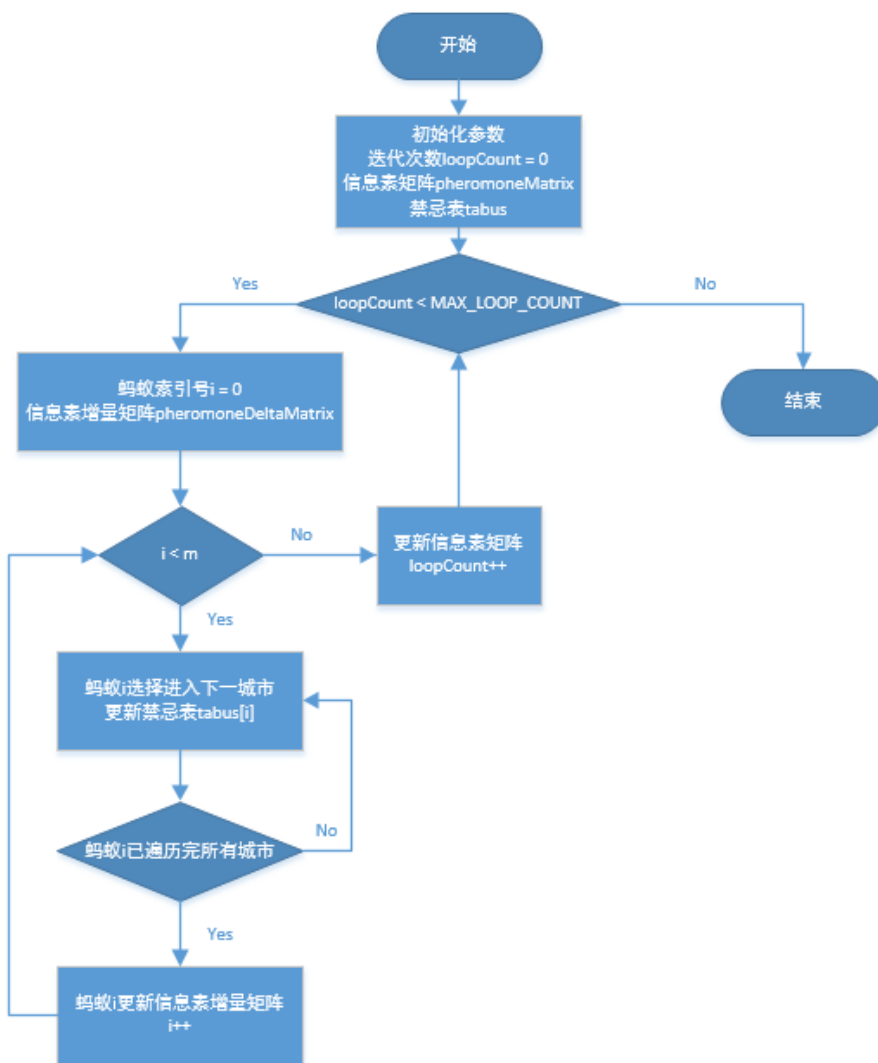 开始
初始化参数
迭代次数loopCount = 0
信息素矩阵pheromoneMatrix
禁忌表tabus
Yes
loopCount < MAX_LOOP_COUNT
No
蚂蚁索引号i = 0
信息素增量矩阵pheromoneDeltaMatrix
结束
i < m
No
更新信息素矩阵
loopCount++
Yes
蚂蚁i选择进入下一城市
更新禁忌表tabus[i]
蚂蚁i已遍历完所有城市
No
Yes
蚂蚁i更新信息素增量矩阵
i++